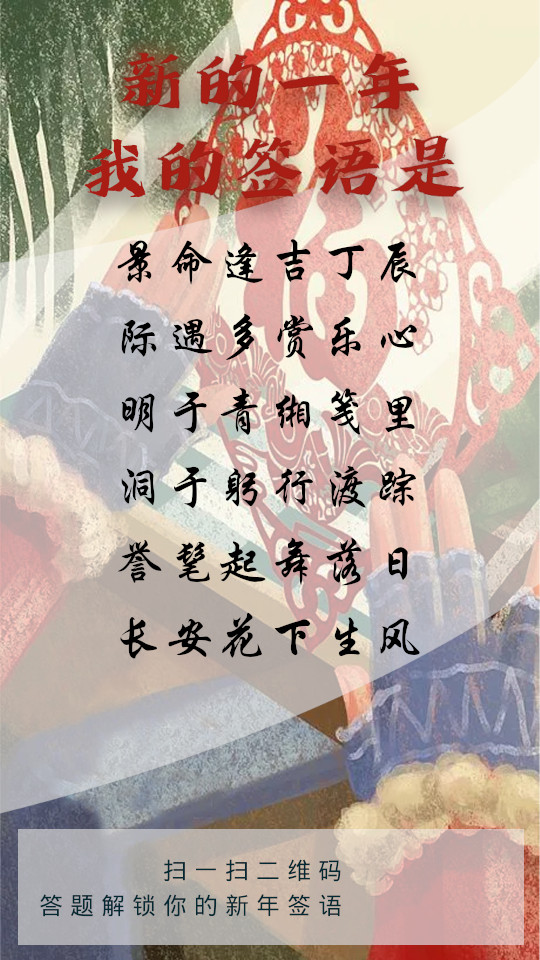 新的一年
我的签语是
景命逢吉丁辰
际遇多赏乐心
明于青缃笺里
洞于躬行渡踪
誉髦起舞落日
长安花下生风
扫一扫二维码
答题解锁你的新年签语